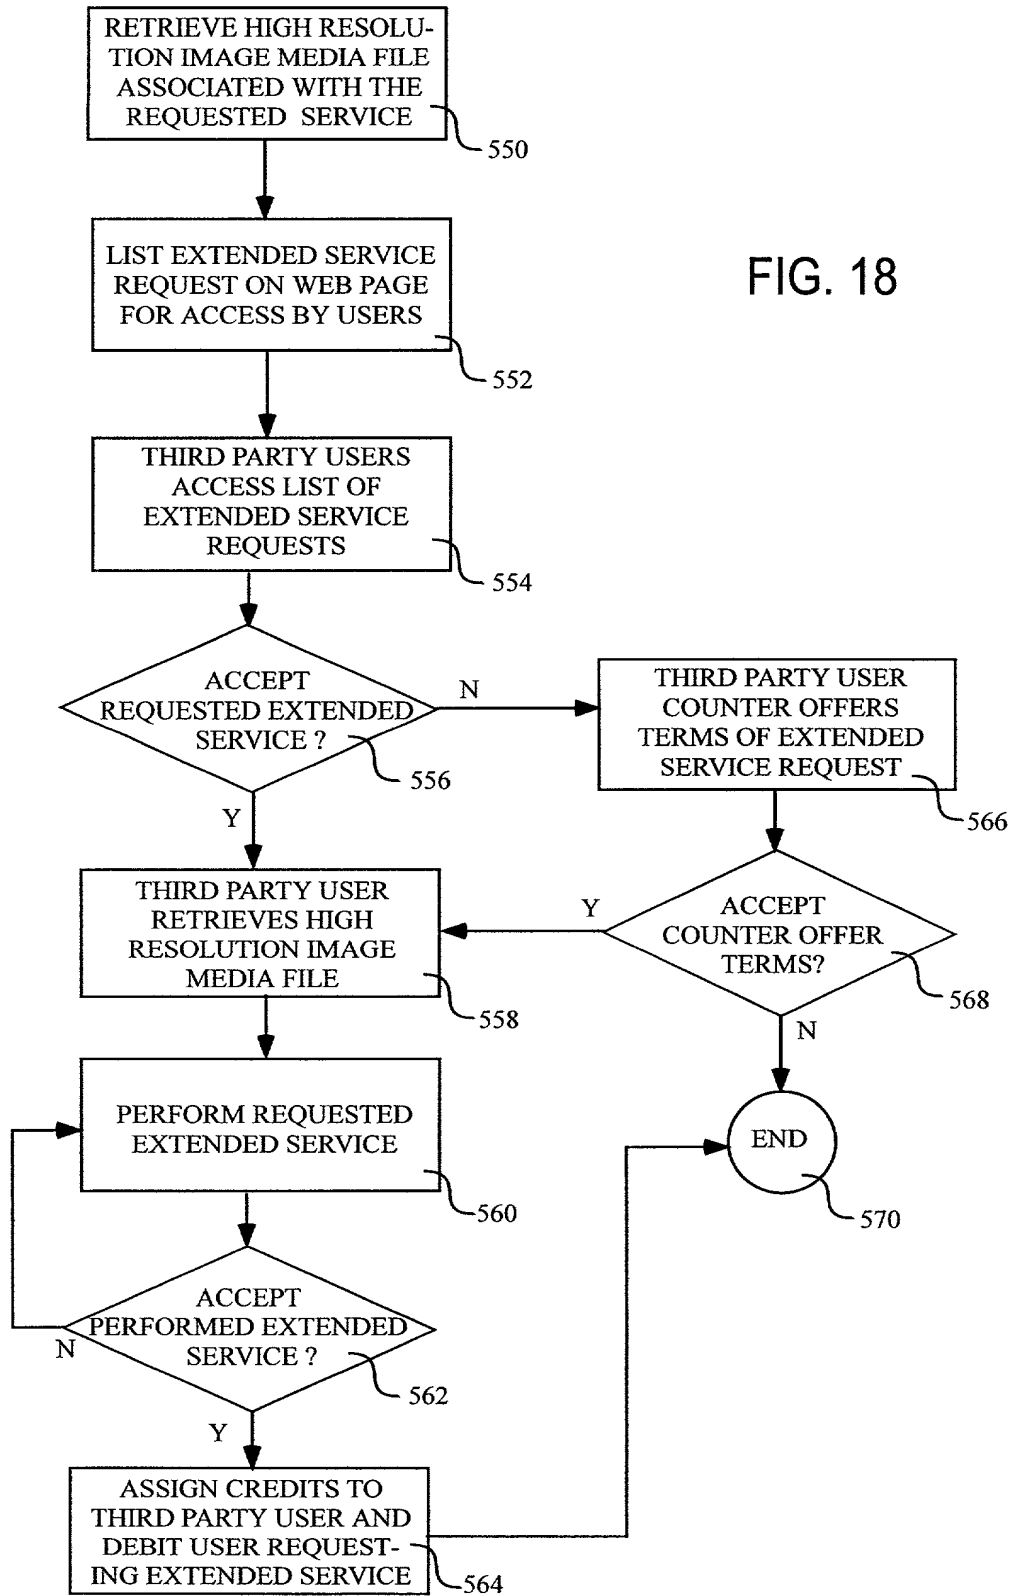 RETRIEVE HIGH RESOLU-
TION IMAGE MEDIA FILE
ASSOCIATED WITH THE
REQUESTED SERVICE
550
LIST EXTENDED SERVICE
REQUEST ON WEB PAGE
FOR ACCESS BY USERS
552
FIG. 18
THIRD PARTY USERS
ACCESS LIST OF
EXTENDED SERVICE
REQUESTS
554
ACCEPT
REQUESTED EXTENDED
SERVICE ?
556
N
Y
THIRD PARTY USER
COUNTER OFFERS
TERMS OF EXTENDED
SERVICE REQUEST
566
THIRD PARTY USER
RETRIEVES HIGH
RESOLUTION IMAGE
MEDIA FILE
558
Y
ACCEPT
COUNTER OFFER
TERMS?
568
N
PERFORM REQUESTED
EXTENDED SERVICE
560
END
570
ACCEPT
PERFORMED EXTENDED
SERVICE ?
562
N
Y
ASSIGN CREDITS TO
THIRD PARTY USER AND
DEBIT USER REQUEST-
ING EXTENDED SERVICE
564